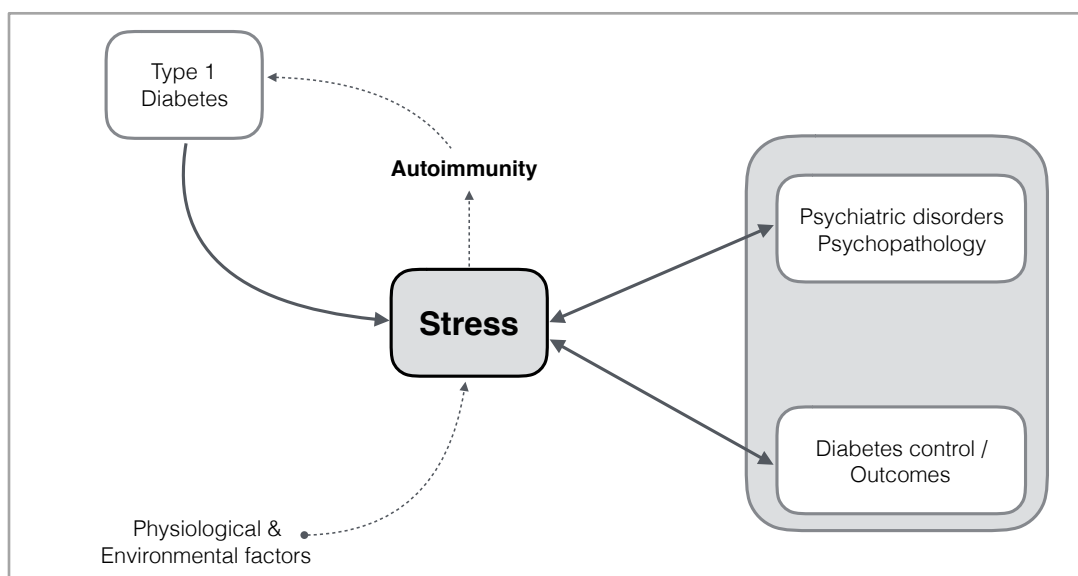 Type 1
Diabetes
Autoimmunity
Psychiatric disorders
Psychopathology
Stress
Diabetes control /
Outcomes
Physiological &
Environmental factors